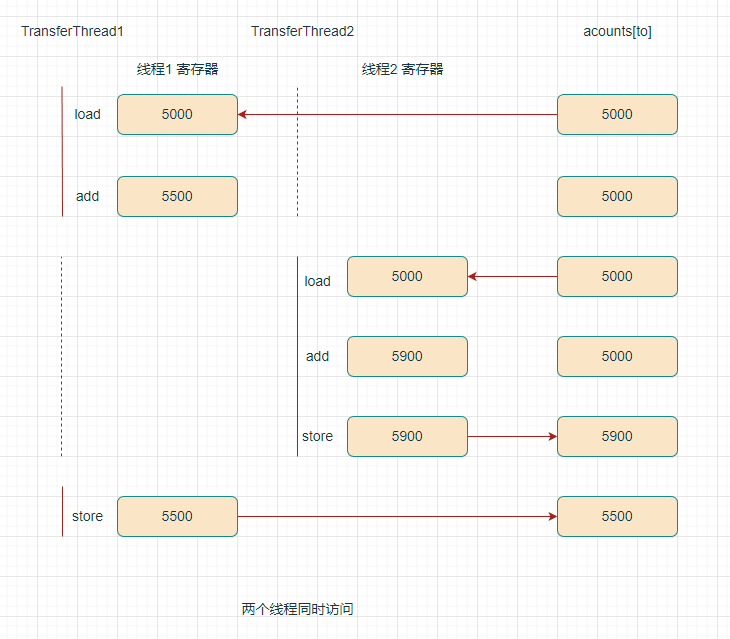 TransferThread1 TransferThread2 acounts[to]
线程1 寄存器 线程2 寄存器
load 5000 5000
add 5500 5000
load 5000 5000
add 5900 5000
store 5900 5900
store 5500 5500
两个线程同时访问